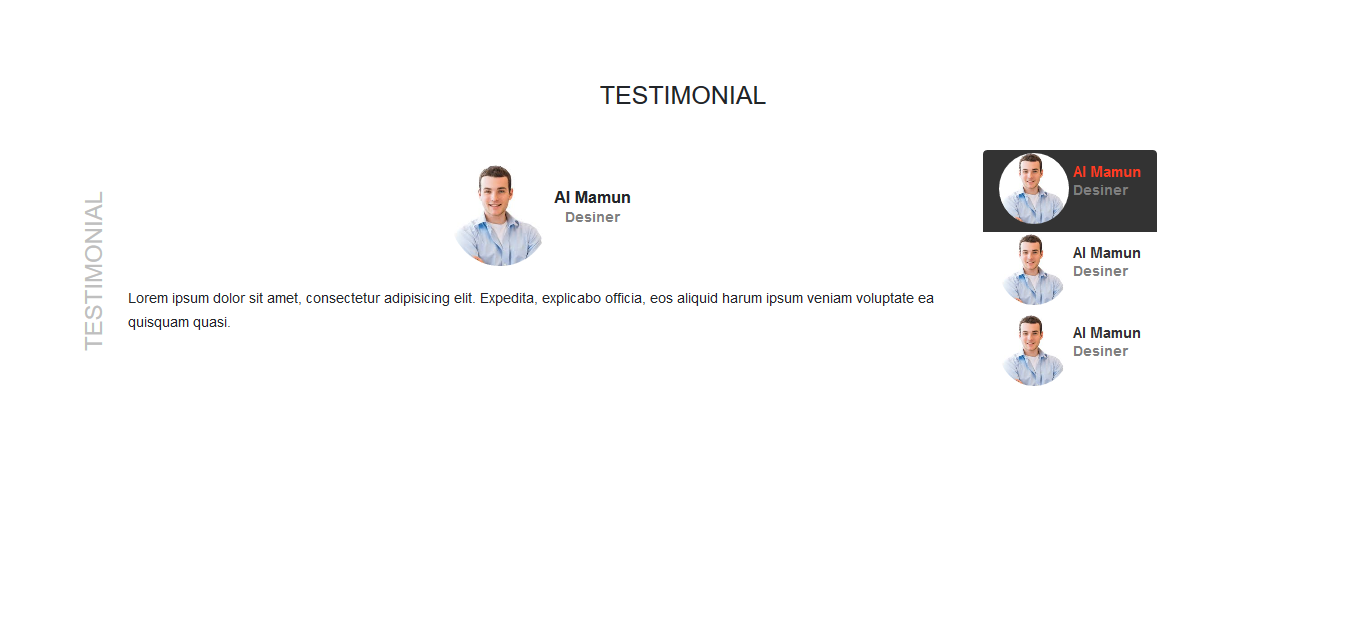 TESTIMONIAL
TESTIMONIAL
Al Mamun
Desiner
Lorem ipsum dolor sit amet, consectetur adipisicing elit. Expedita, explicabo officia, eos aliquid harum ipsum veniam voluptate ea
quisquam quasi.
Al Mamun
Desiner
Al Mamun
Desiner
Al Mamun
Desiner